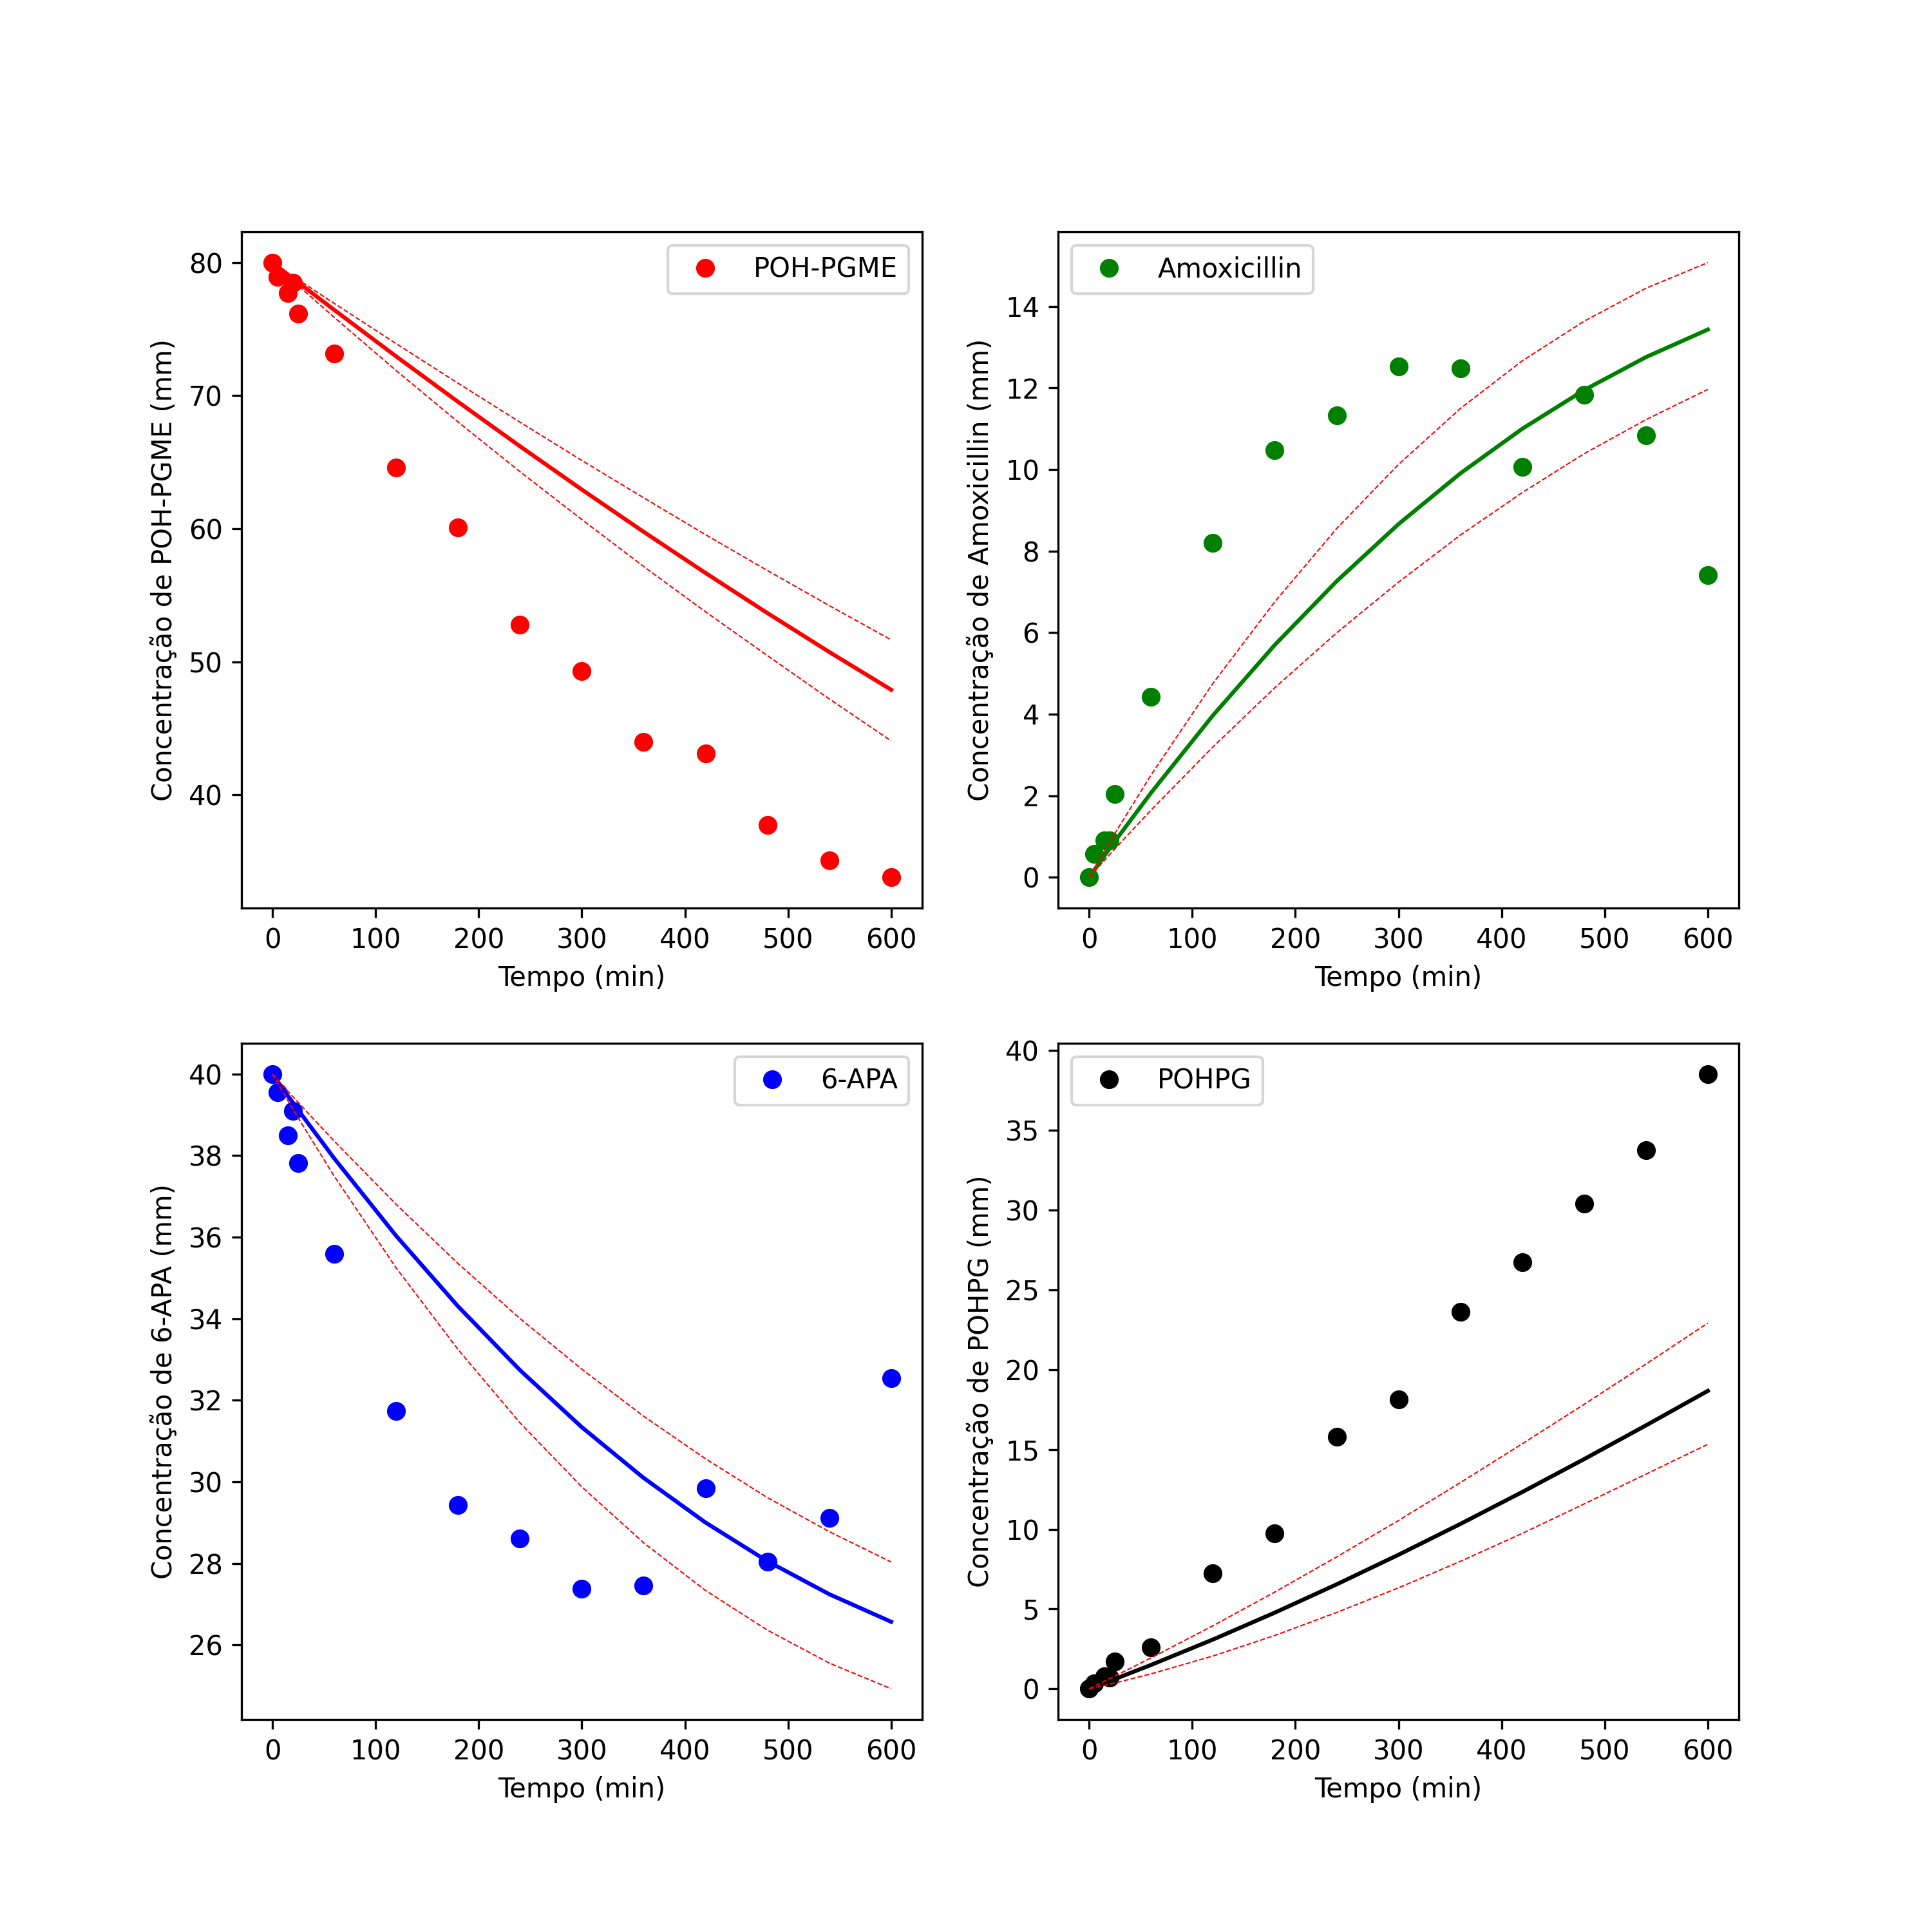 POH-PGME
Concentração de POH-PGME (mm)
80
70
60
50
40
0 100 200 300 400 500 600
Tempo (min)
Amoxicillin
Concentração de Amoxicillin (mm)
14
12
10
8
6
4
2
0
0 100 200 300 400 500 600
Tempo (min)
6-APA
Concentração de 6-APA (mm)
40
38
36
34
32
30
28
26
0 100 200 300 400 500 600
Tempo (min)
POHPG
Concentração de POHPG (mm)
40
35
30
25
20
15
10
5
0
0 100 200 300 400 500 600
Tempo (min)